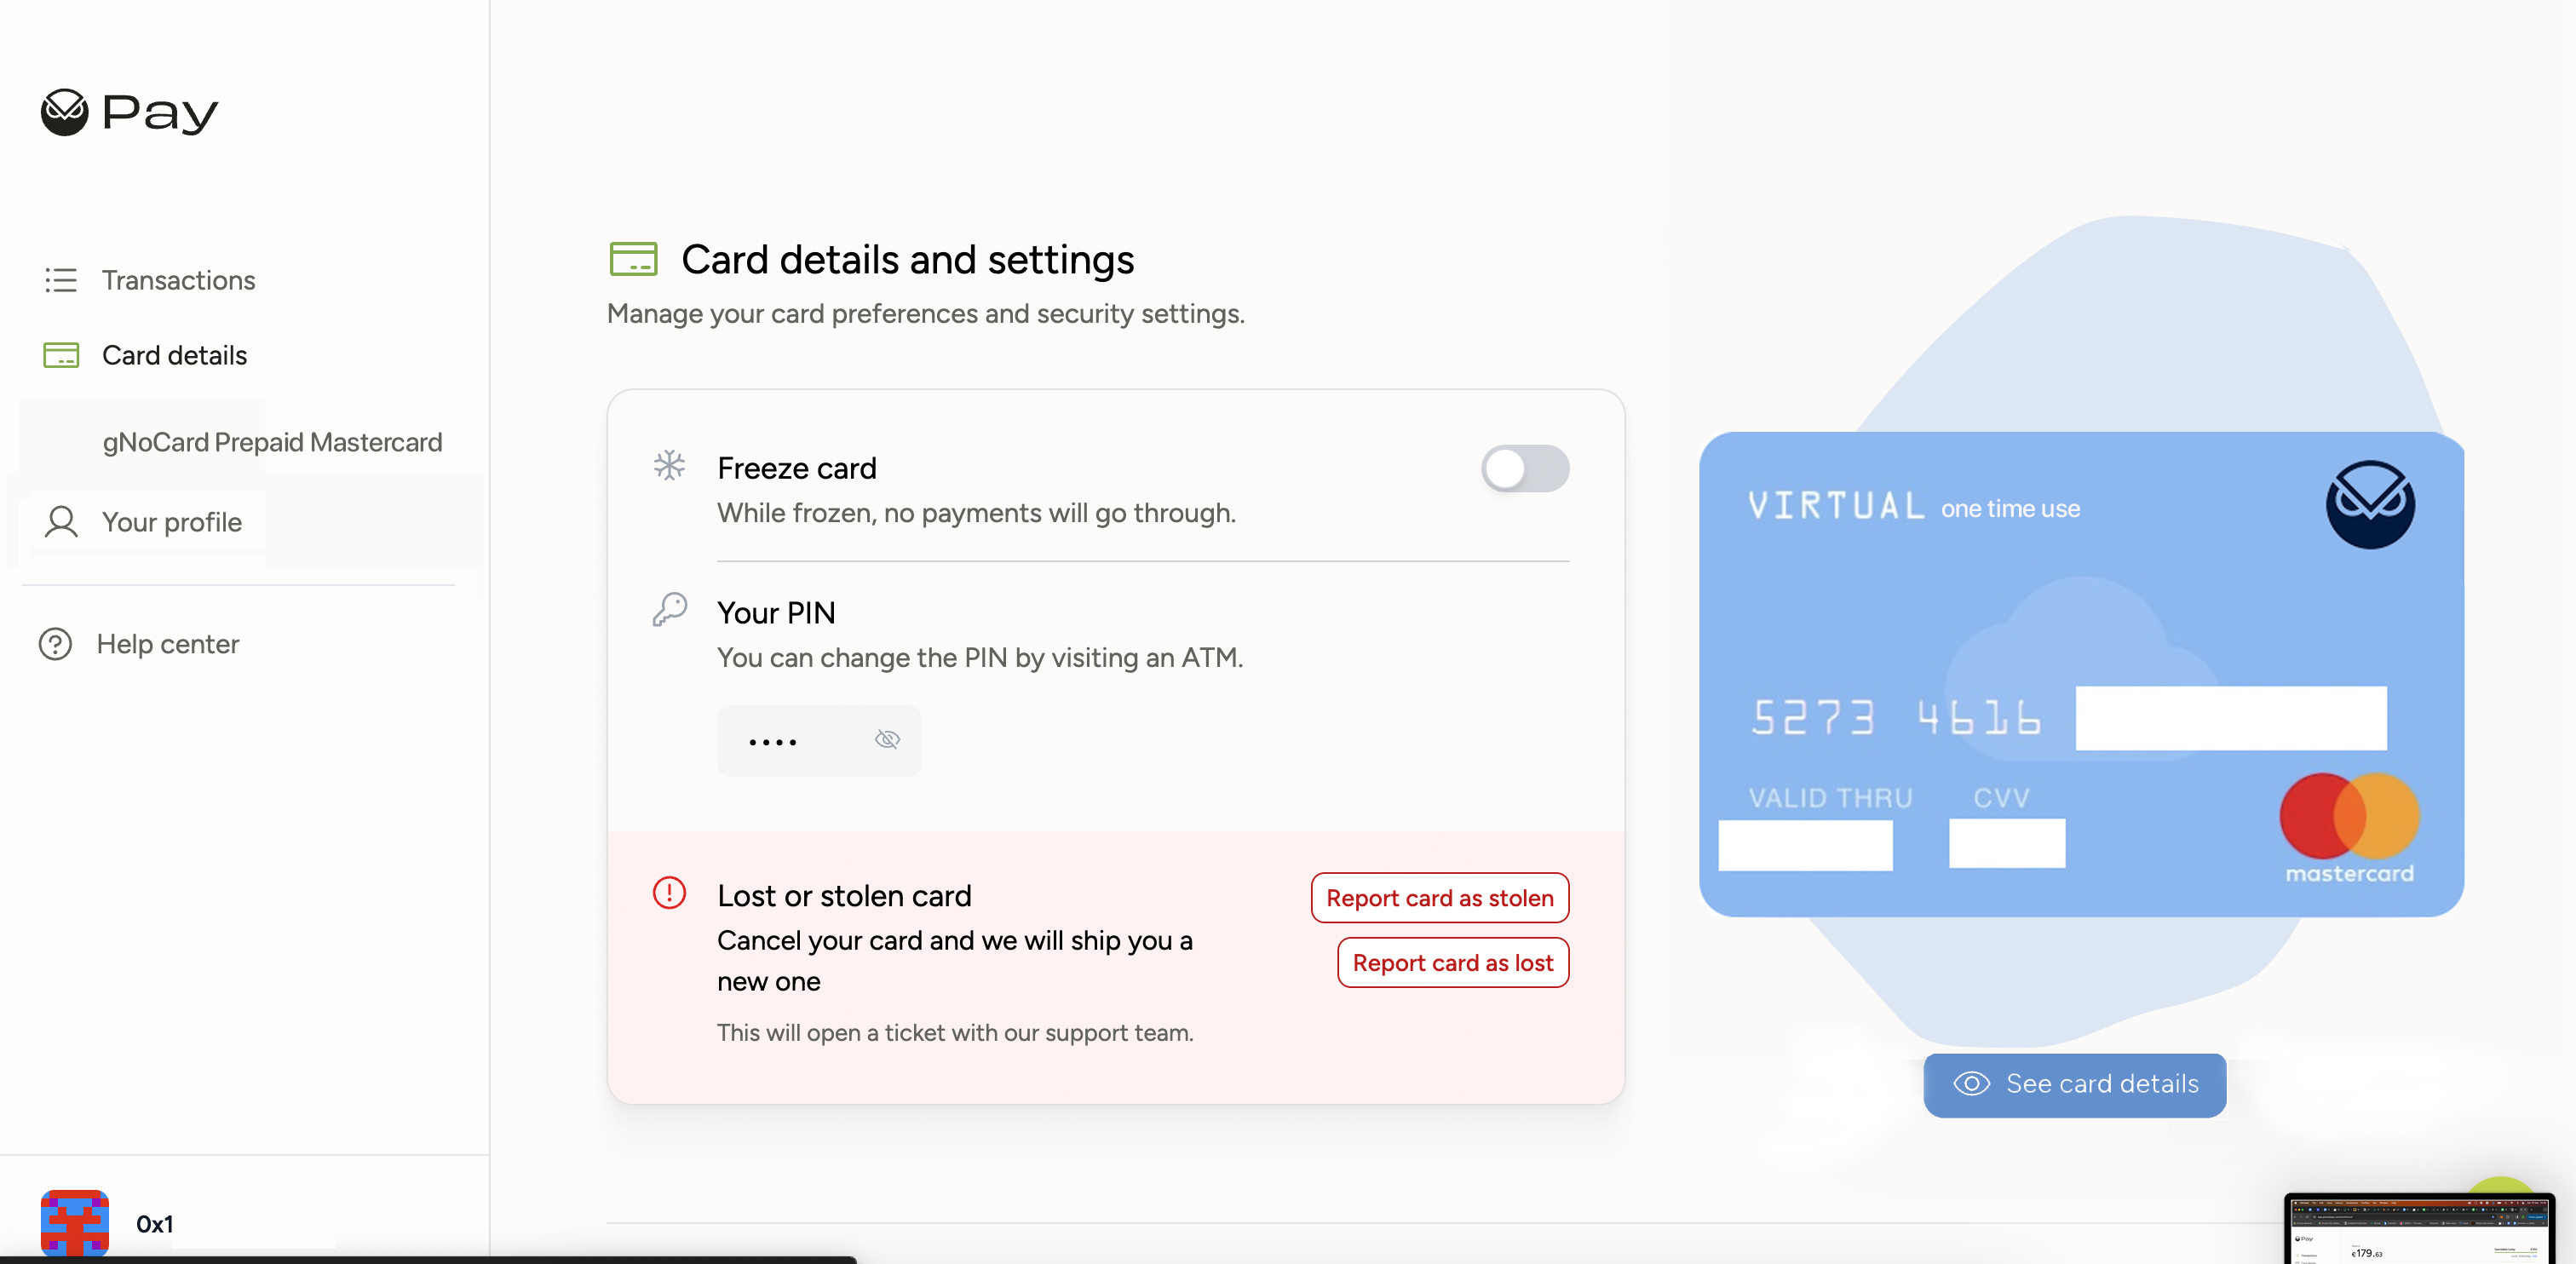 Pay
Transactions
Card details
gNoCard Prepaid Mastercard
Your profile
Help center
0x1
Card details and settings
Manage your card preferences and security settings.
Freeze card
While frozen, no payments will go through.
Your PIN
You can change the PIN by visiting an ATM.
••••
Lost or stolen card
Cancel your card and we will ship you a
new one
This will open a ticket with our support team.
Report card as stolen
Report card as lost
VIRTUAL one time use
5273 4616
VALID THRU CVV
mastercard
See card details
Pay
€179.63